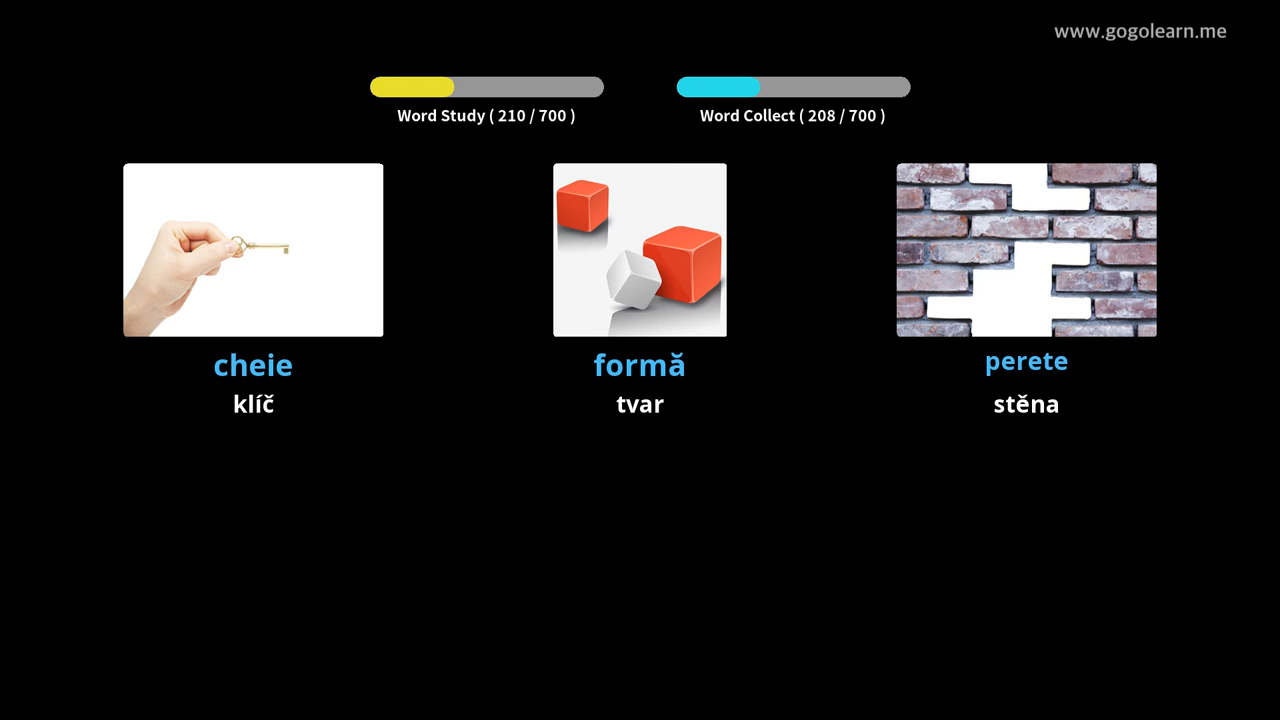 www.gogolearn.me
Word Study ( 210 / 700 )
Word Collect ( 208 / 700 )
cheie
formă
perete
klíč
tvar
stěna